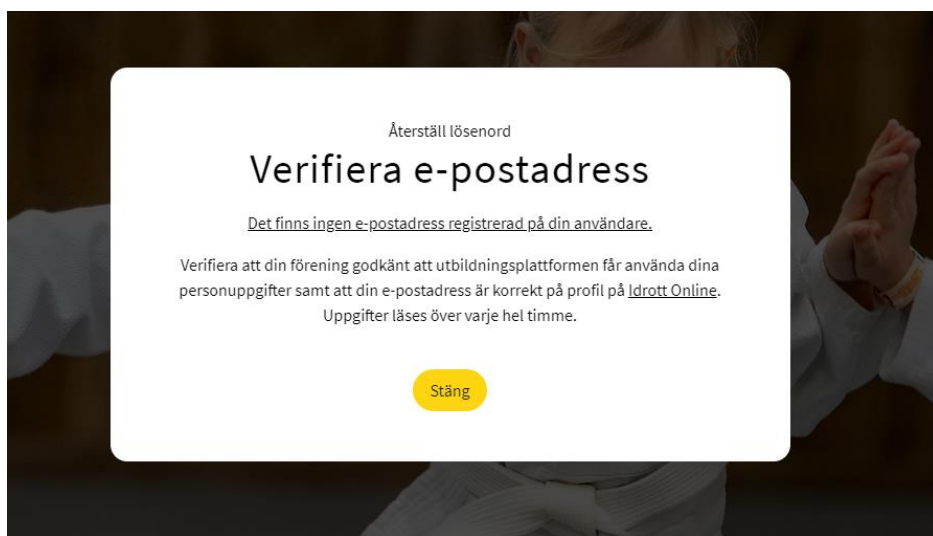 Återställ lösenord
Verifiera e-postadress
Det finns ingen e-postadress registrerad på din användare.
Verifiera att din förening godkänt att utbildningsplattformen får använda dina
personuppgifter samt att din e-postadress är korrekt på profil på Idrott Online.
Uppgifter läses över varje hel timme.
Stäng